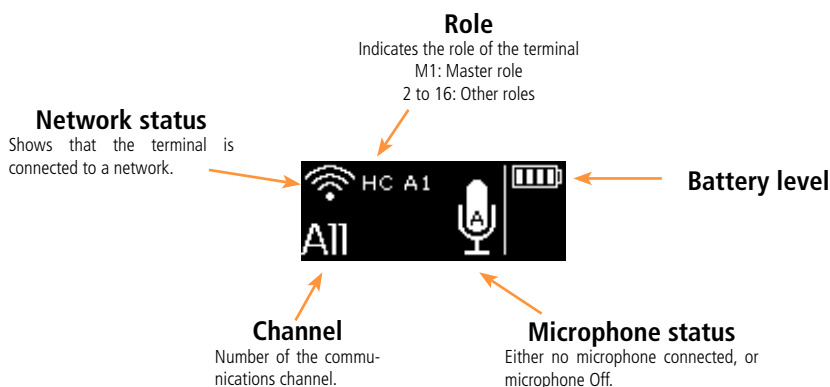 Role
Indicates the role of the terminal
M1: Master role
2 to 16: Other roles
Network status
Shows that the terminal is
connected to a network.
HC A1
A
All
Battery level
Channel
Number of the commu-
nications channel.
Microphone status
Either no microphone connected, or
microphone Off.